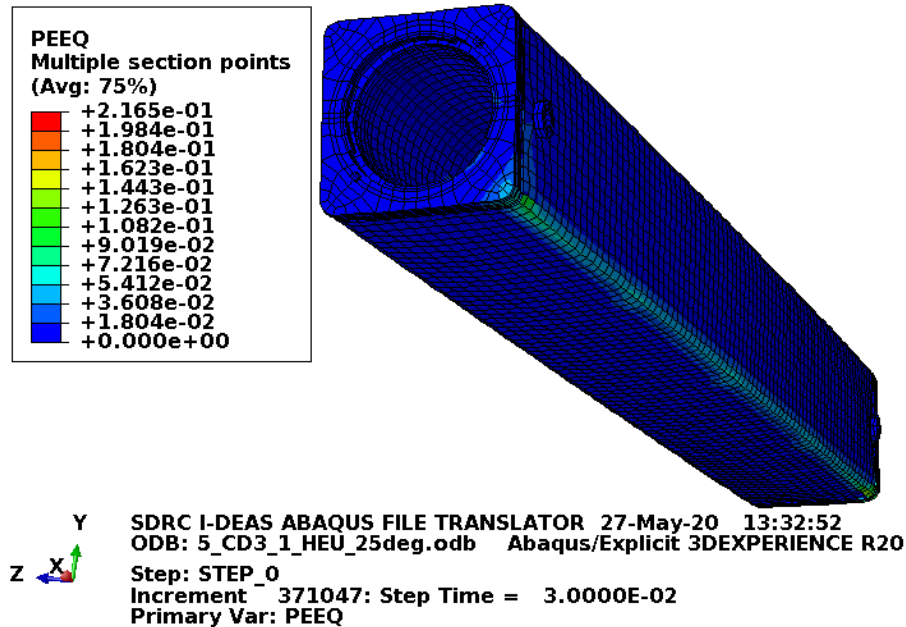 PEEQ
Multiple section points
(Avg: 75%)
+2.165e-01
+1.984e-01
+1.804e-01
+1.623e-01
+1.443e-01
+1.263e-01
+1.082e-01
+9.019e-02
+7.216e-02
+5.412e-02
+3.608e-02
+1.804e-02
+0.000e+00
Y
Z X
SDRC I-DEAS ABAQUS FILE TRANSLATOR 27-May-20 13:32:52
ODB: 5_CD3_1_HEU_25deg.odb Abaqus/Explicit 3DEXPERIENCE R20
Step: STEP_0
Increment 371047: Step Time = 3.0000E-02
Primary Var: PEEQ